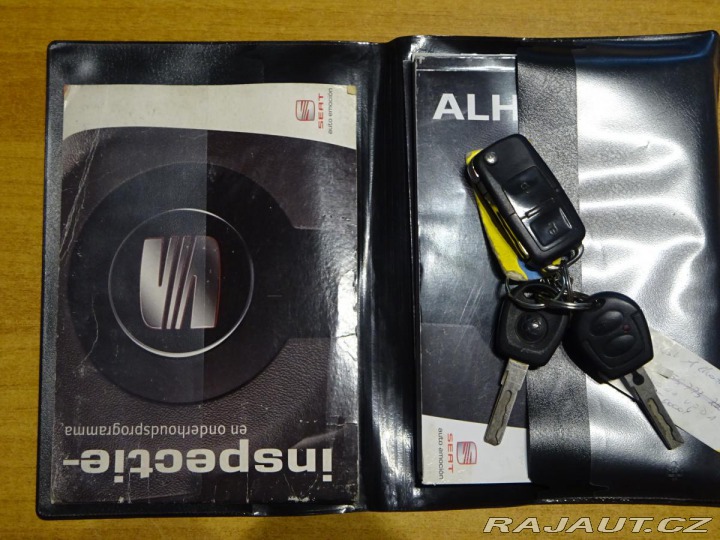 SEAT
auto emoción
inspectie-
en onderhoudsprogramma
ALH
SEAT
auto emoción
RAJAUT.CZ